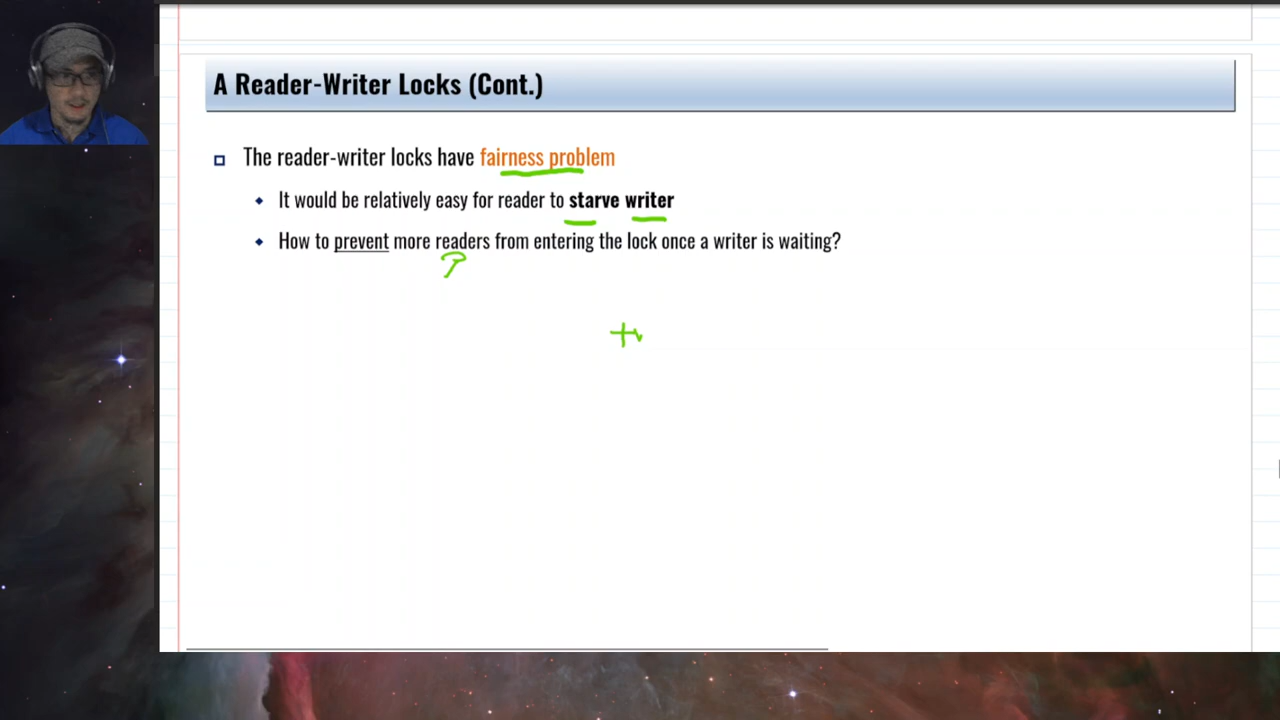 A Reader-Writer Locks (Cont.)
The reader-writer locks have fairness problem
It would be relatively easy for reader to starve writer
How to prevent more readers from entering the lock once a writer is waiting?